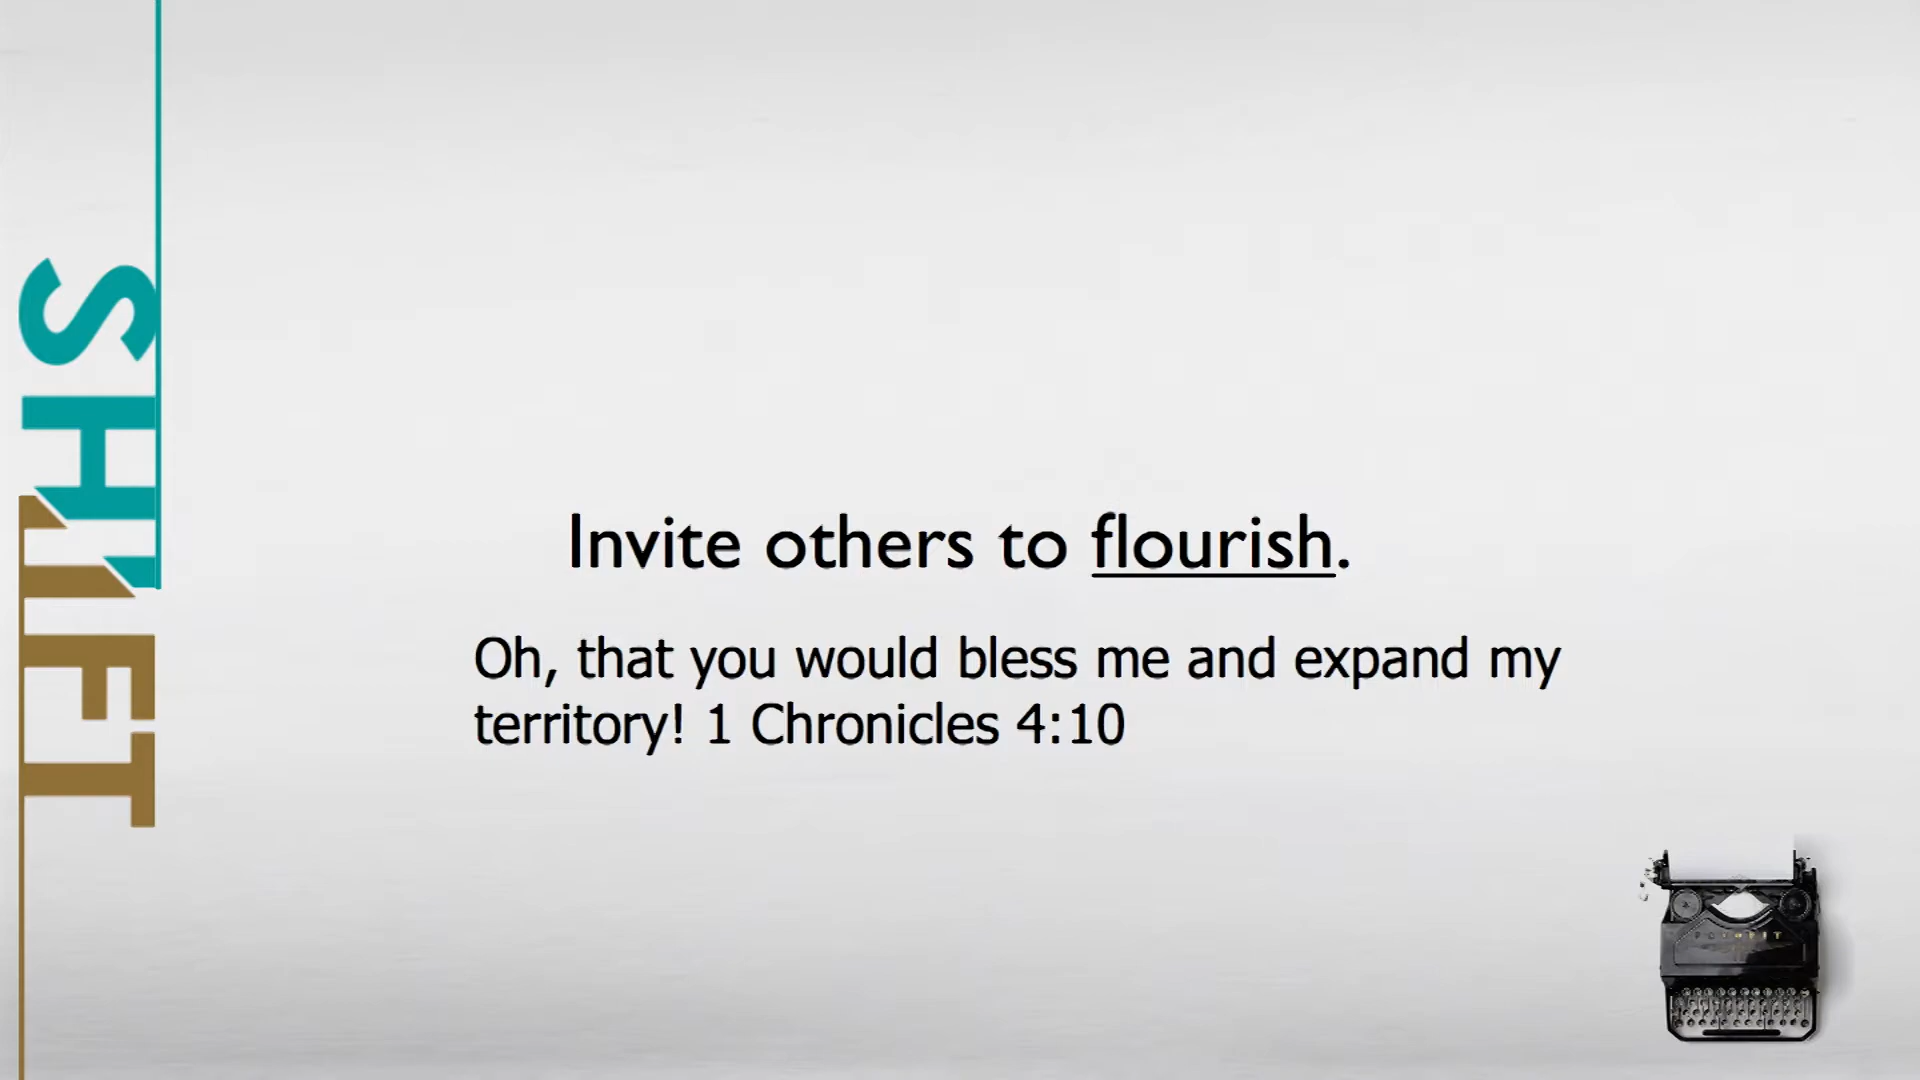 SHIFT
Invite others to flourish.
Oh, that you would bless me and expand my
territory! 1 Chronicles 4:10